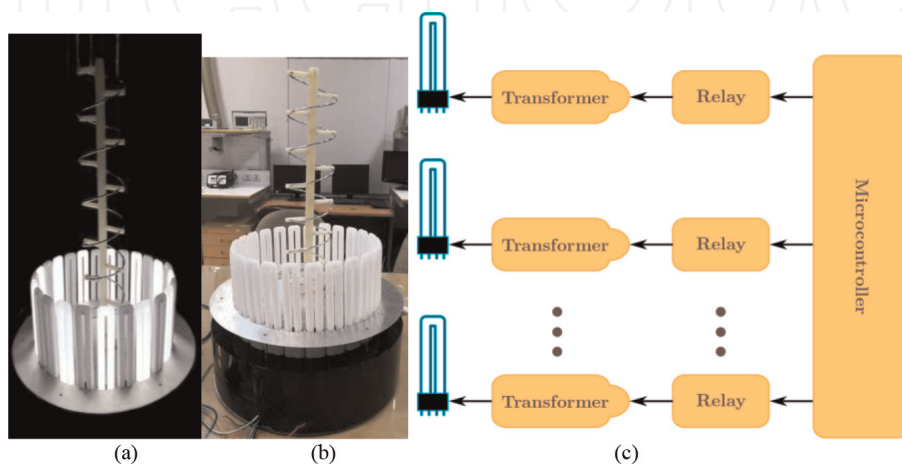 Transformer
Relay
Microcontroller
Transformer
Relay
Transformer
Relay
(a)
(b)
(c)